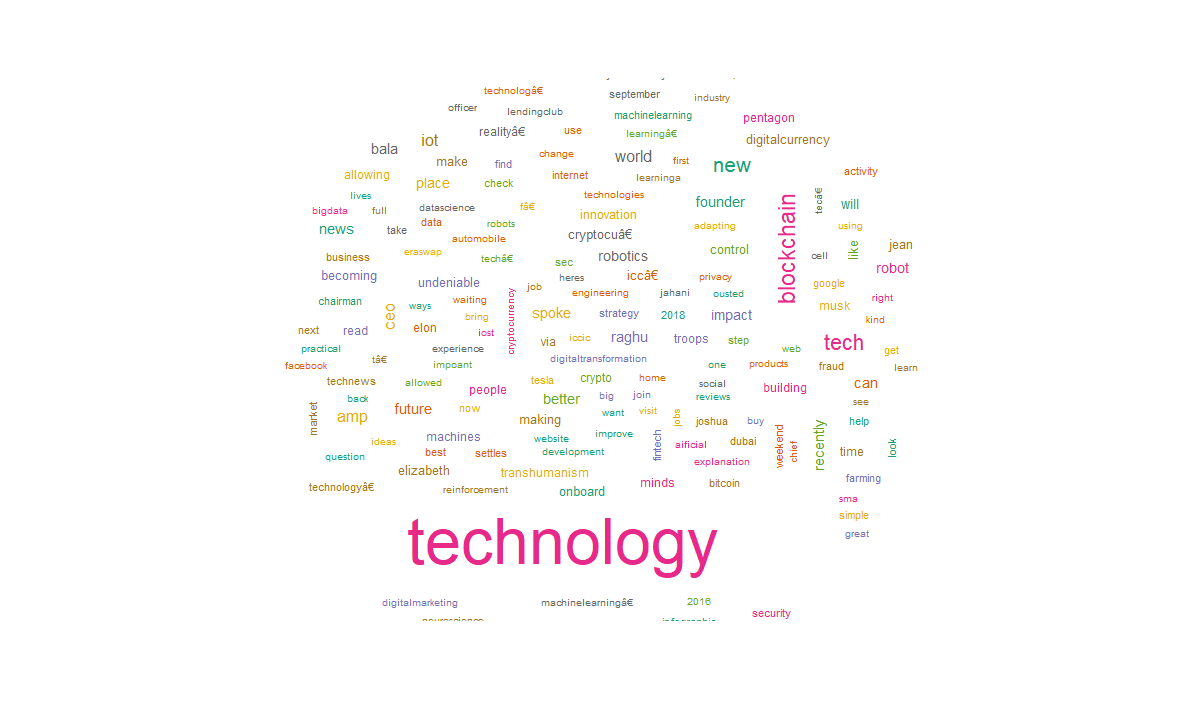 technologâ€
september
industry
officer
lendingclub
machinelearning
pentagon
realityâ€
use
learningâ€
digitalcurrency
iot
bala
make
find
change
world
first
new
allowing
place
check
internet
learninga
activity
lives
technologies
founder
blockchain
tecâ€
will
bigdata
full
datascience
fâ€
innovation
news
take
data
robots
adapting
using
automobile
cryptocuâ€
business
eraswap
techâ€
sec
robotics
control
cell
like
jean
becoming
undeniable
heres
iccâ€
privacy
robot
job
google
chairman
ceo
ways
waiting
cryptocurrency
engineering
jahani
ousted
right
bring
spoke
strategy
2018
impact
musk
kind
next
read
elon
iost
via
iccic
raghu
troops
step
tech
practical
experience
web
get
facebook
tâ€
impoant
digitaltransformation
one
products
fraud
learn
technews
allowed
people
tesla
crypto
home
social
building
can
back
better
big
join
reviews
see
market
amp
future
now
making
want
visit
jobs
joshua
buy
help
ideas
machines
website
improve
fintech
aificial
dubai
weekend
chief
recently
time
look
question
best
settles
development
explanation
elizabeth
transhumanism
minds
bitcoin
farming
technologyâ€
reinforcement
onboard
sma
simple
great
technology
digitalmarketing
machinelearningâ€
2016
security